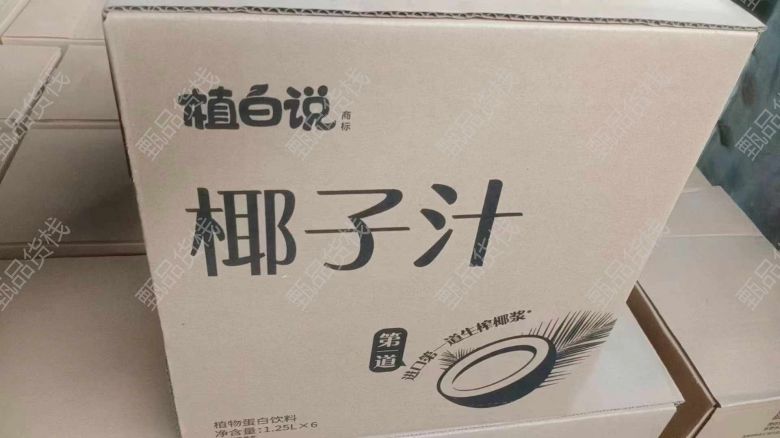 植白说
商标
椰子汁
第一道
进口第一道生榨椰浆*
植物蛋白饮料
净含量:1.25L×6
甄品货栈